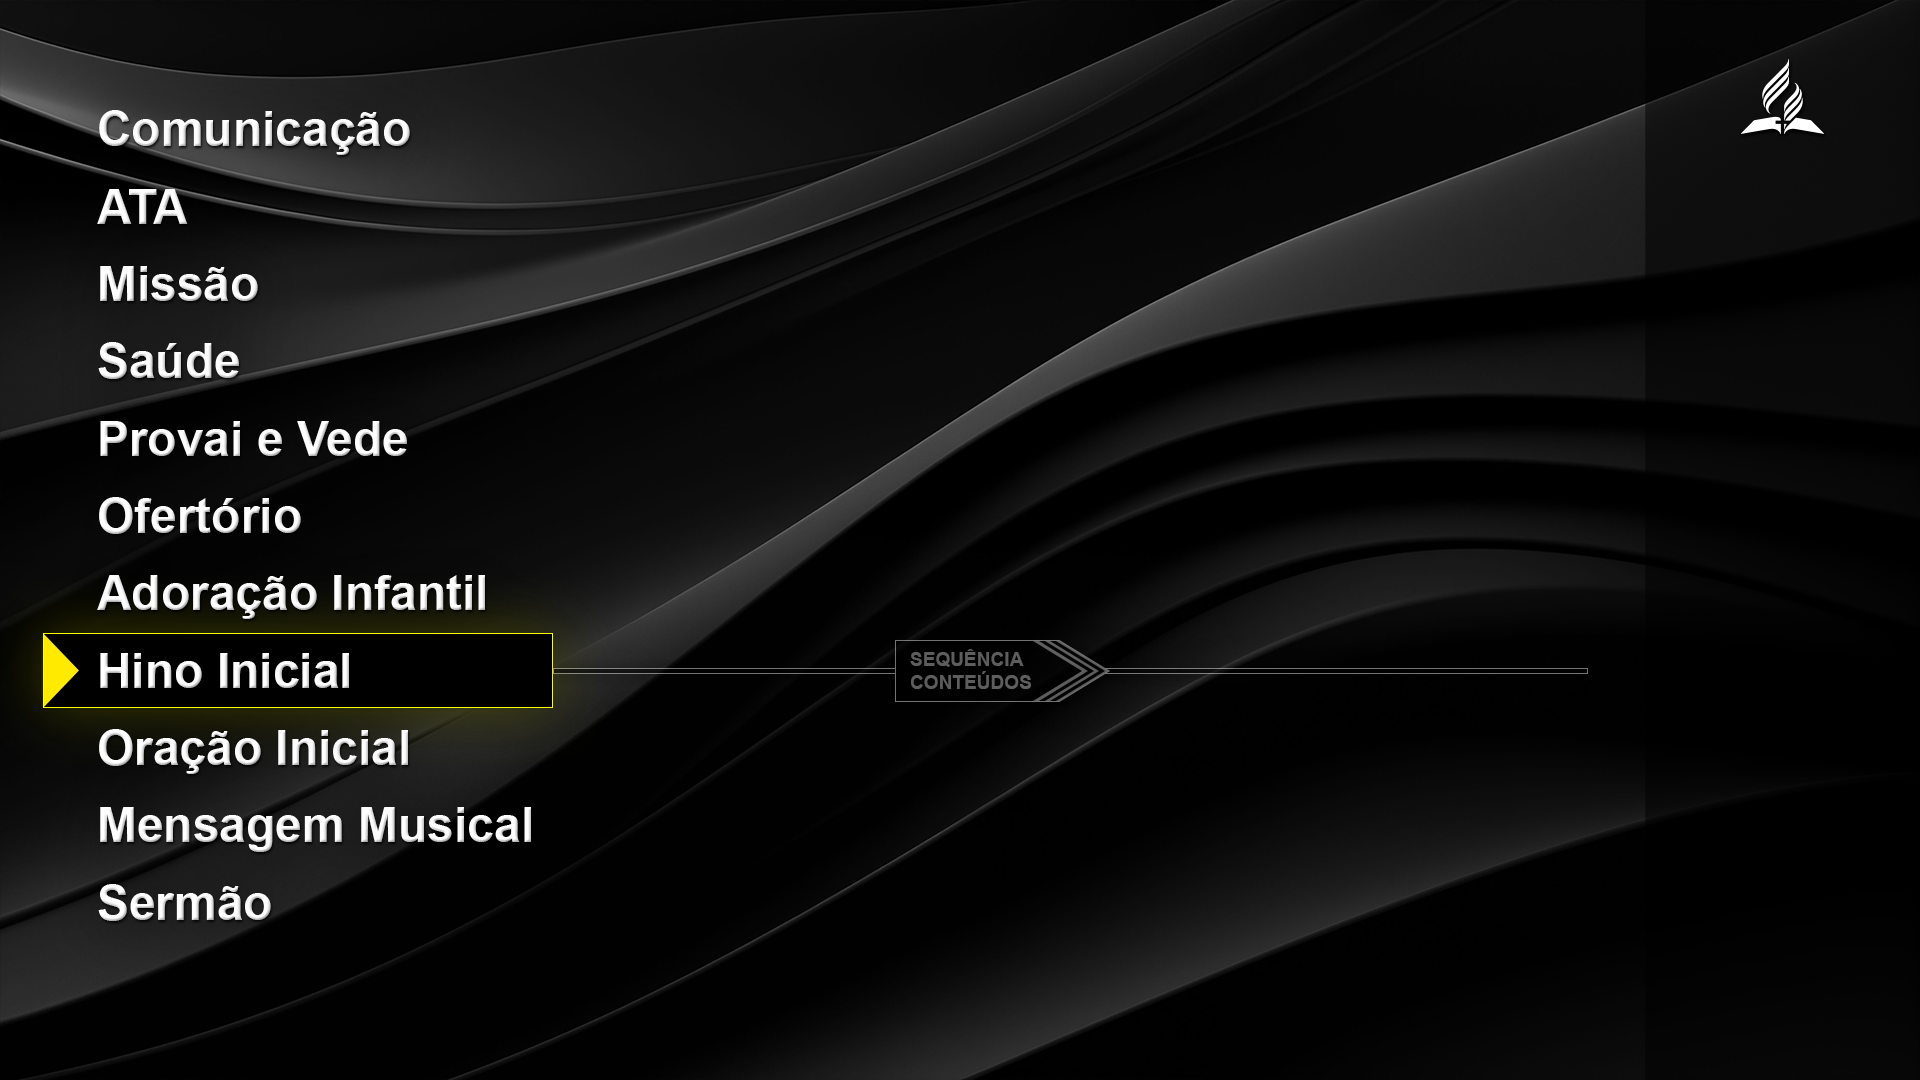 Comunicação
ATA
Missão
Saúde
Provai e Vede
Ofertório
Adoração Infantil
Hino Inicial
SEQUÊNCIA
CONTEÚDOS
Oração Inicial
Mensagem Musical
Sermão